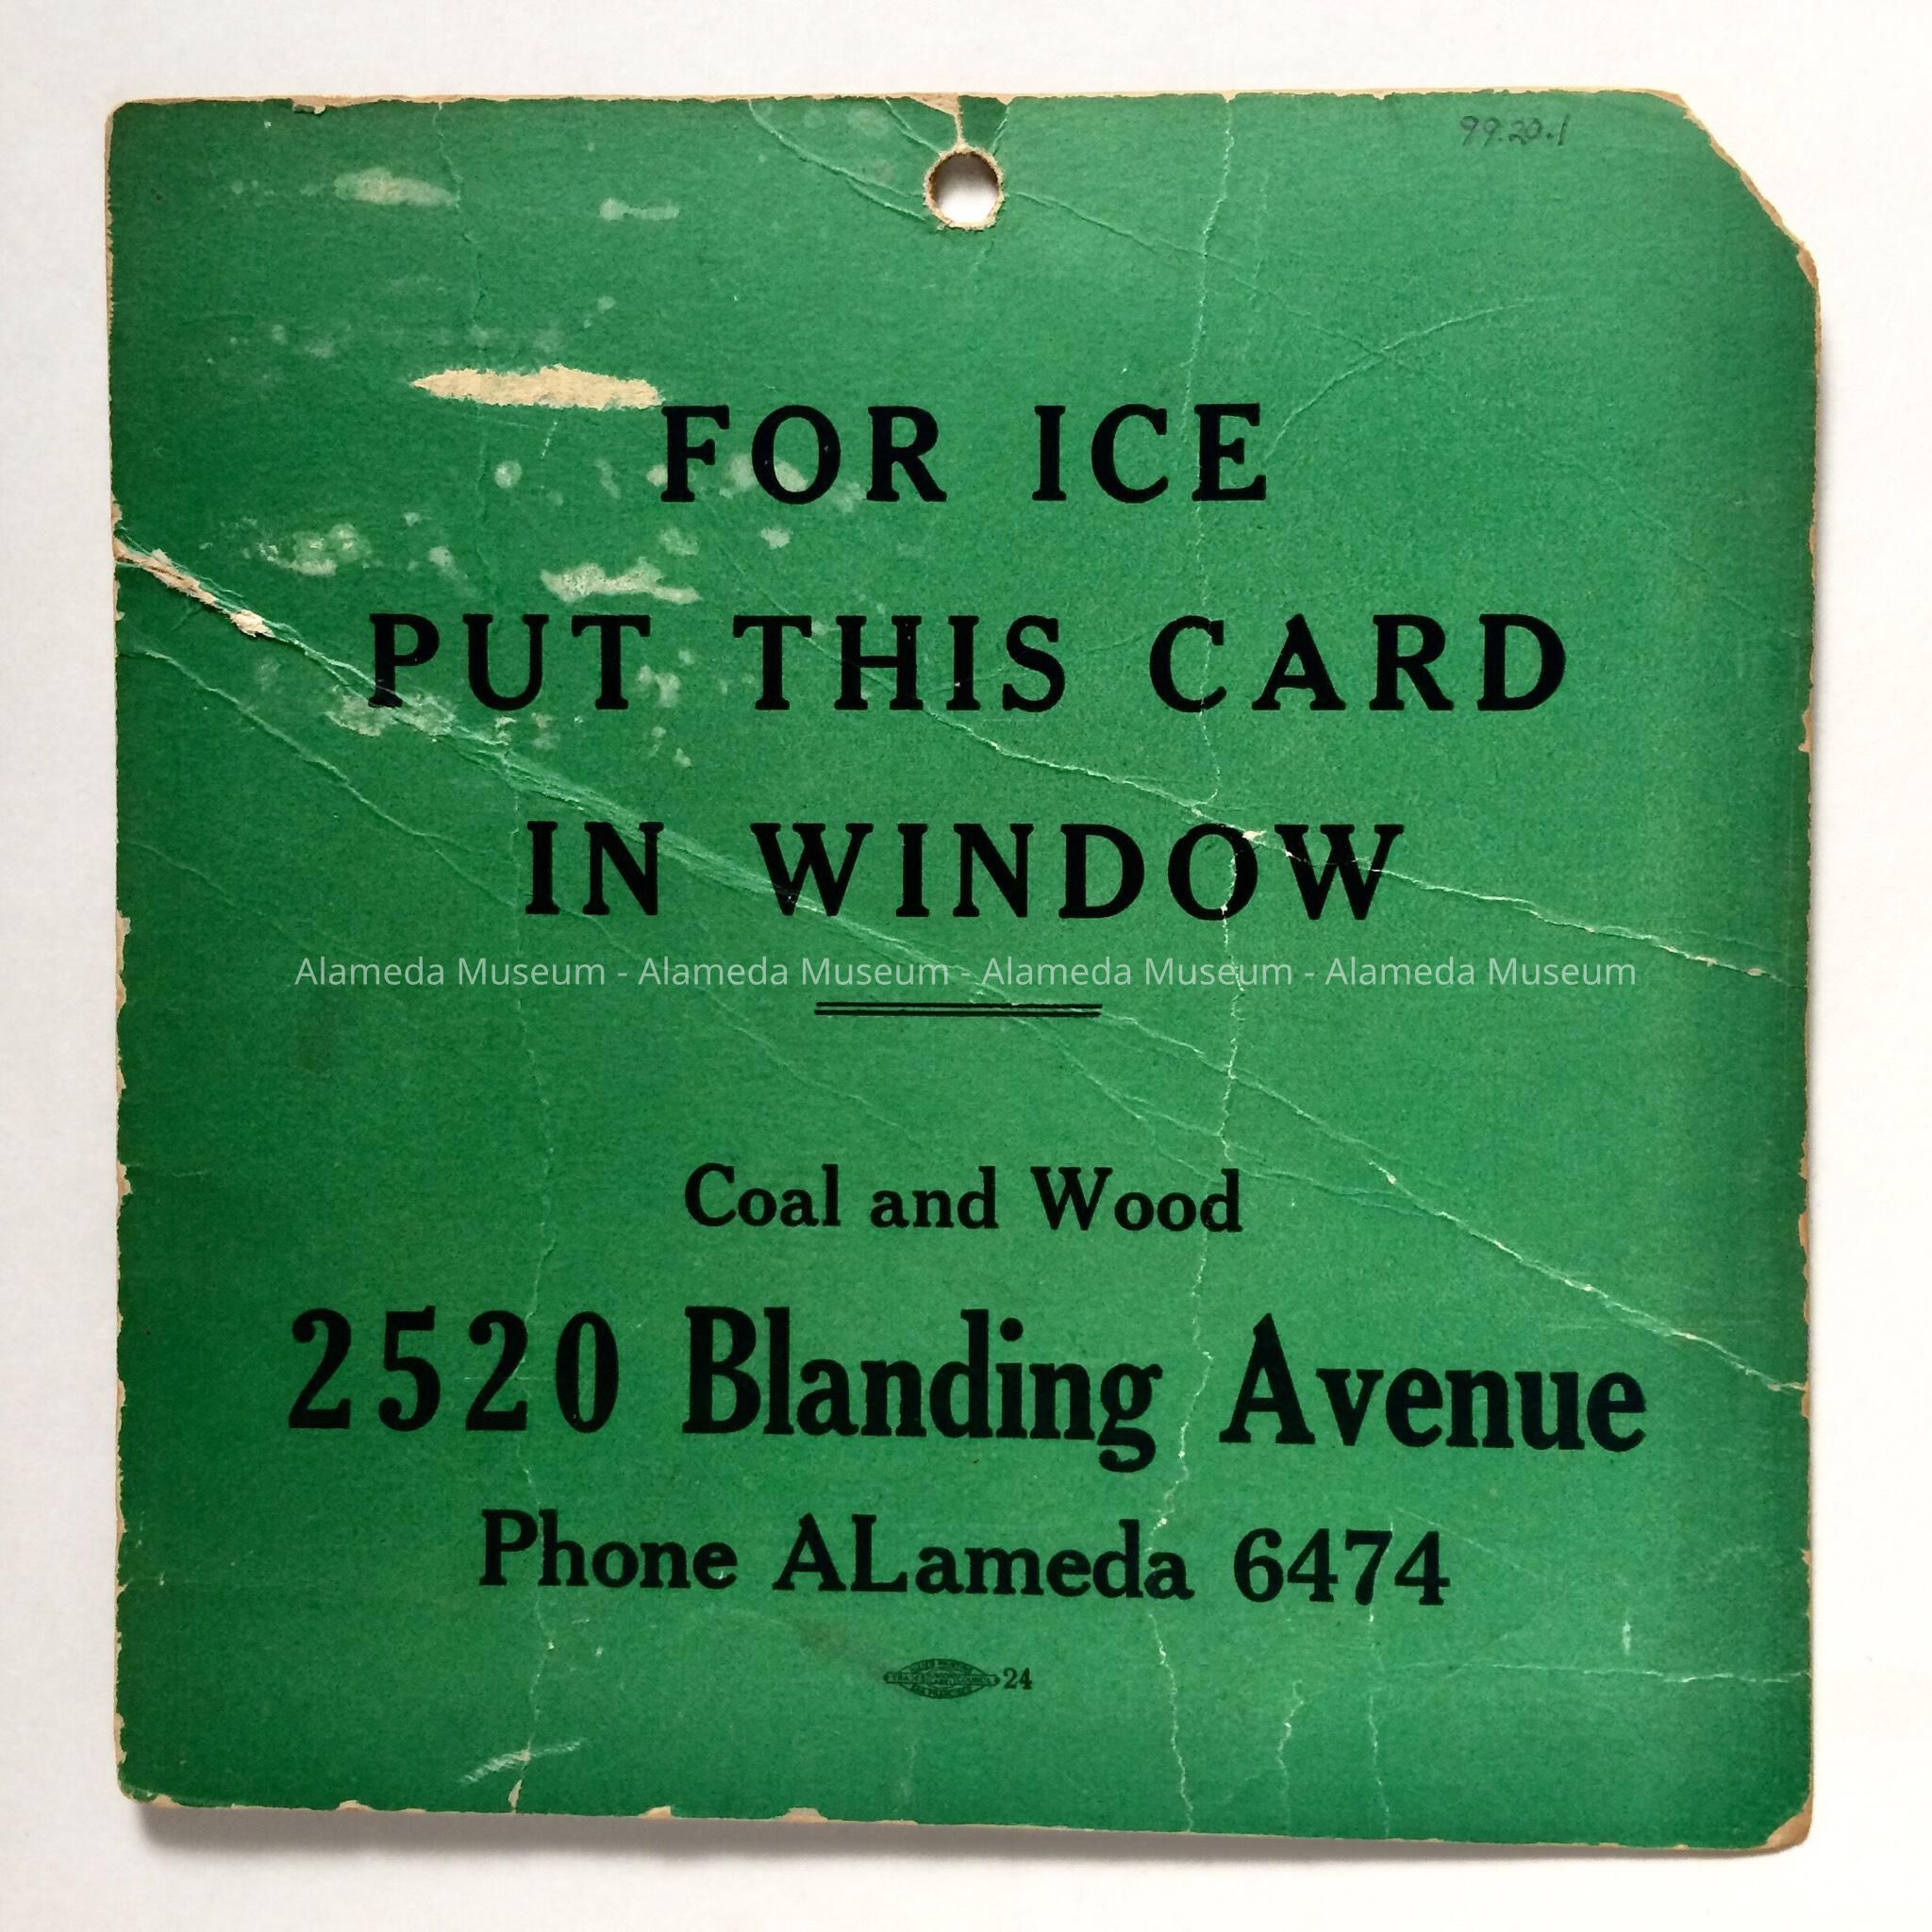 99.20.1
FOR ICE
PUT THIS CARD
IN WINDOW
Alameda Museum - Alameda Museum - Alameda Museum - Alameda Museum
Coal and Wood
2520 Blanding Avenue
Phone ALameda 6474
24